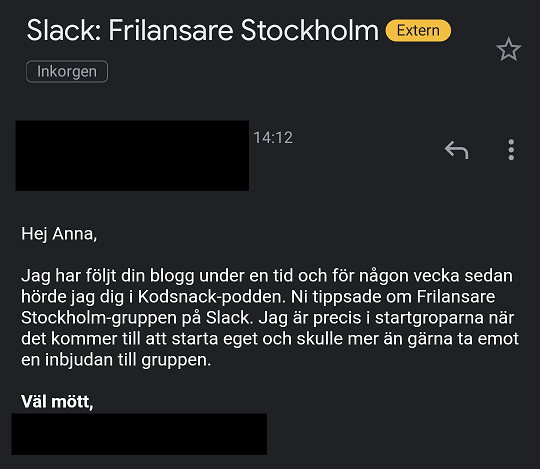 Slack: Frilansare Stockholm Extern
Inkorgen
14:12
Hej Anna,
Jag har följt din blogg under en tid och för någon vecka sedan
hörde jag dig i Kodsnack-podden. Ni tippsade om Frilansare
Stockholm-gruppen på Slack. Jag är precis i startgroparna när
det kommer till att starta eget och skulle mer än gärna ta emot
en inbjudan till gruppen.
Väl mött,